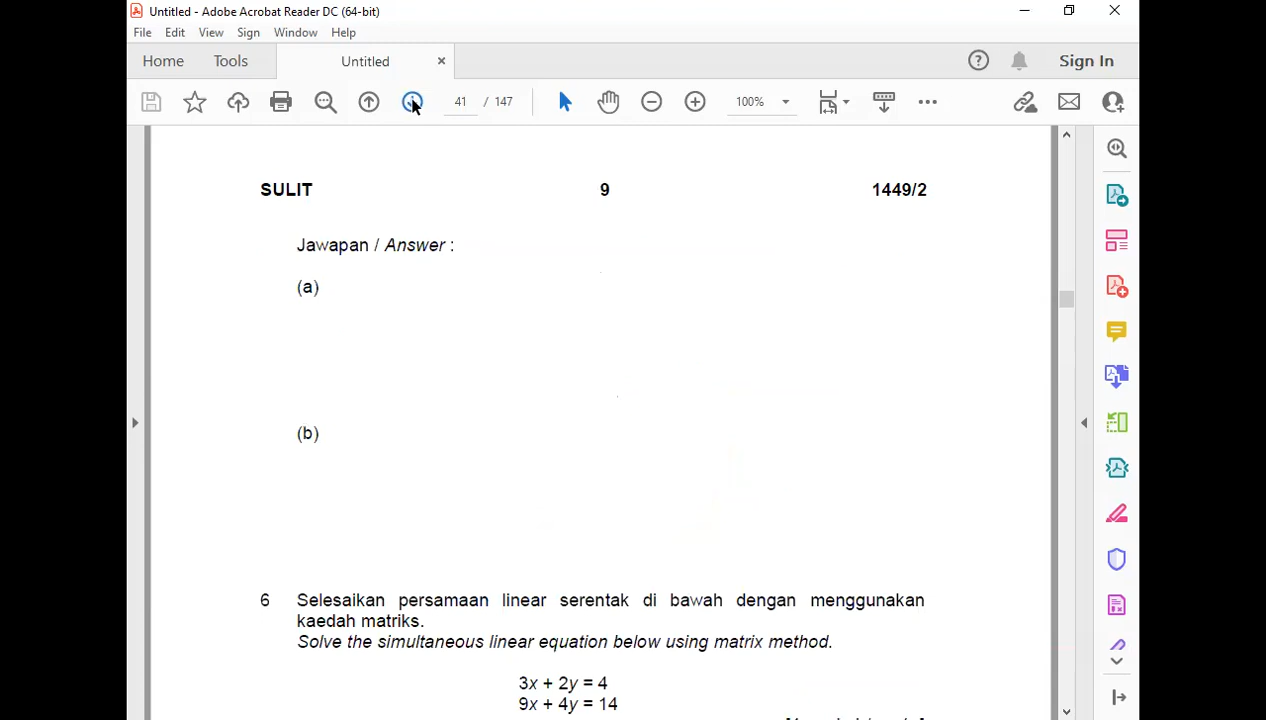 Untitled - Adobe Acrobat Reader DC (64-bit)
File Edit View Sign Window Help
Home Tools Untitled × Sign In
41 / 147 100%
SULIT 9 1449/2
Jawapan / Answer :
(a)
(b)
6 Selesaikan persamaan linear serentak di bawah dengan menggunakan
kaedah matriks.
Solve the simultaneous linear equation below using matrix method.
3x + 2y = 4
9x + 4y = 14